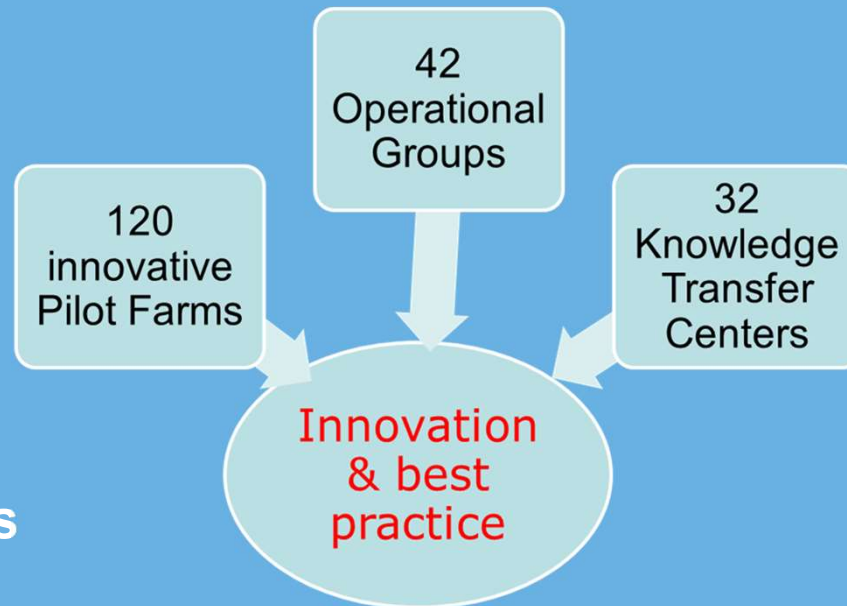 42
Operational
Groups
120
innovative
Pilot Farms
32
Knowledge
Transfer
Centers
Innovation
& best
practice
s